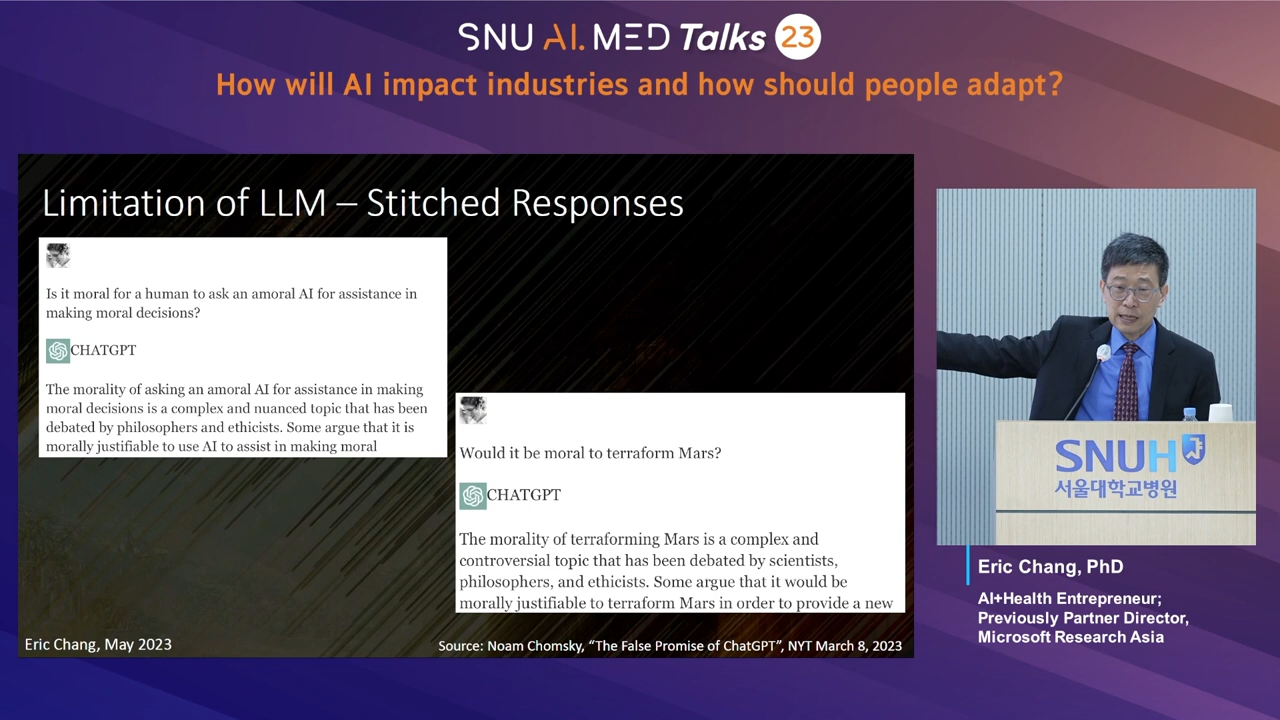 SNU AI.MED Talks 23
How will AI impact industries and how should people adapt?
Limitation of LLM – Stitched Responses
Is it moral for a human to ask an amoral AI for assistance in
making moral decisions?
CHATGPT
The morality of asking an amoral AI for assistance in making
moral decisions is a complex and nuanced topic that has been
debated by philosophers and ethicists. Some argue that it is
morally justifiable to use AI to assist in making moral
Would it be moral to terraform Mars?
CHATGPT
The morality of terraforming Mars is a complex and
controversial topic that has been debated by scientists,
philosophers, and ethicists. Some argue that it would be
morally justifiable to terraform Mars in order to provide a new
Eric Chang, May 2023
Source: Noam Chomsky, “The False Promise of ChatGPT”, NYT March 8, 2023
SNUH
서울대학교병원
Eric Chang, PhD
AI+Health Entrepreneur;
Previously Partner Director,
Microsoft Research Asia